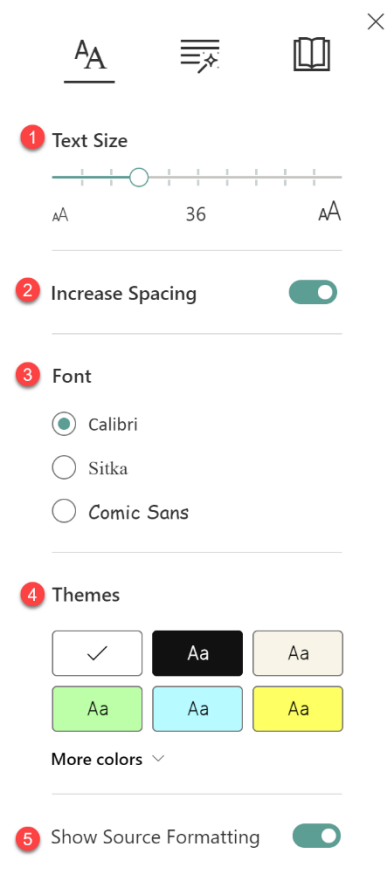 AA
1 Text Size
AA 36 AA
2 Increase Spacing
3 Font
Calibri
Sitka
Comic Sans
4 Themes
Aa Aa
Aa Aa Aa
More colors
5 Show Source Formatting